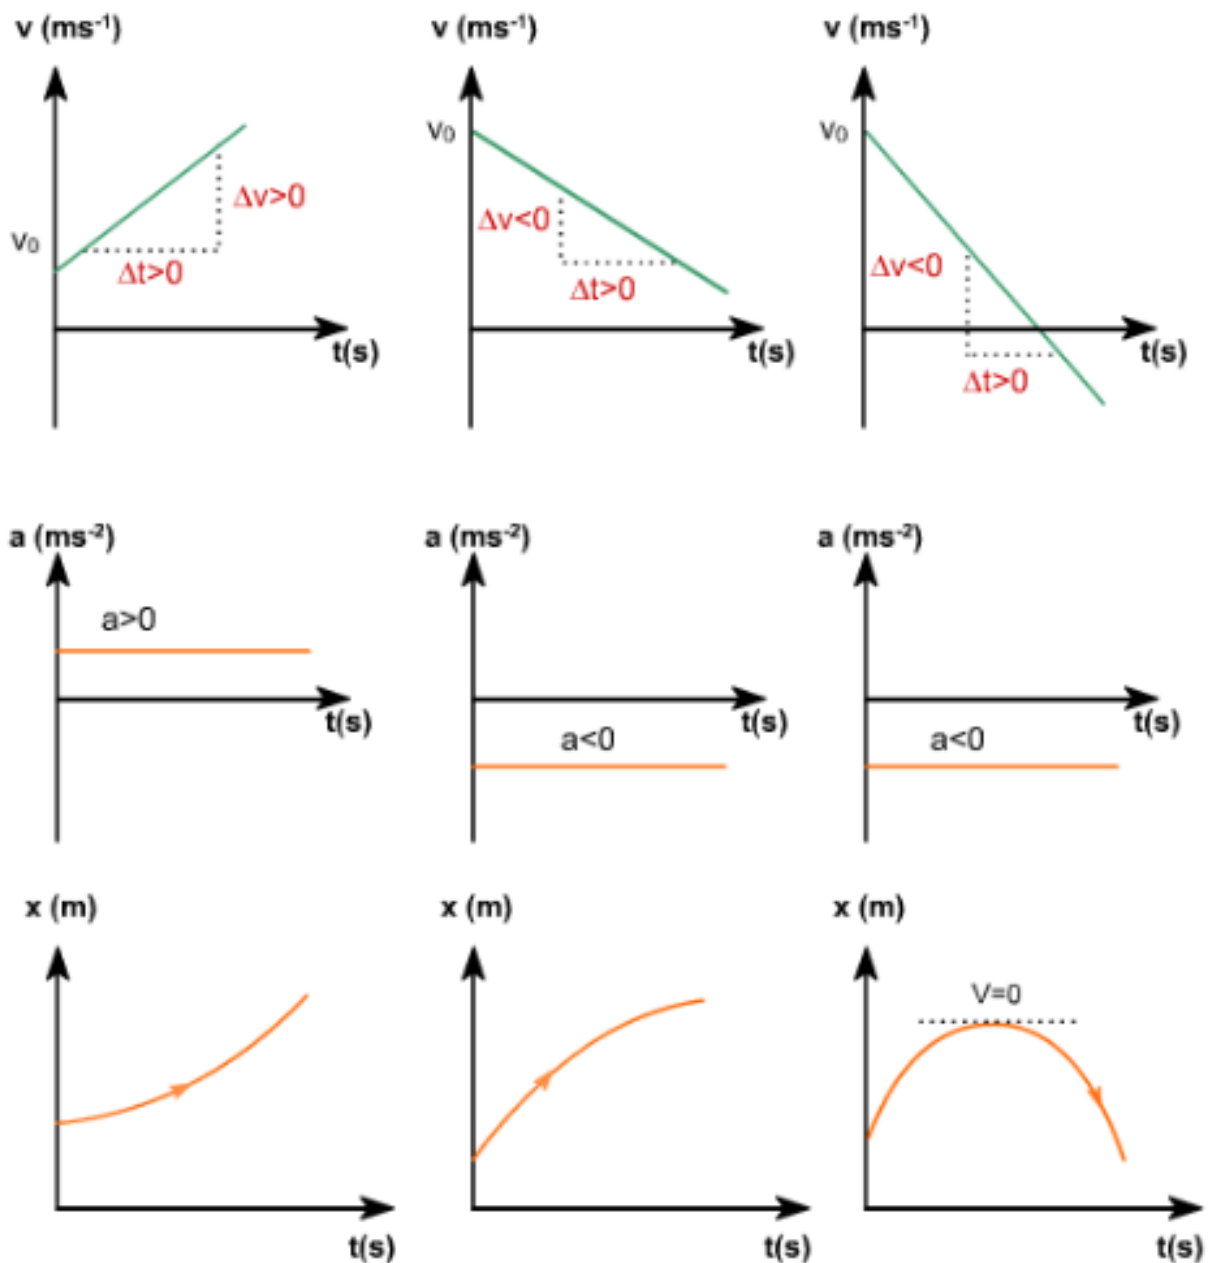 v (ms⁻¹)
v (ms⁻¹)
v (ms⁻¹)
v₀
v₀
v₀
Δv>0
Δt>0
Δv<0
Δt>0
Δv<0
Δt>0
t(s)
t(s)
t(s)
a (ms⁻²)
a (ms⁻²)
a (ms⁻²)
a>0
a<0
a<0
t(s)
t(s)
t(s)
x (m)
x (m)
x (m)
V=0
t(s)
t(s)
t(s)